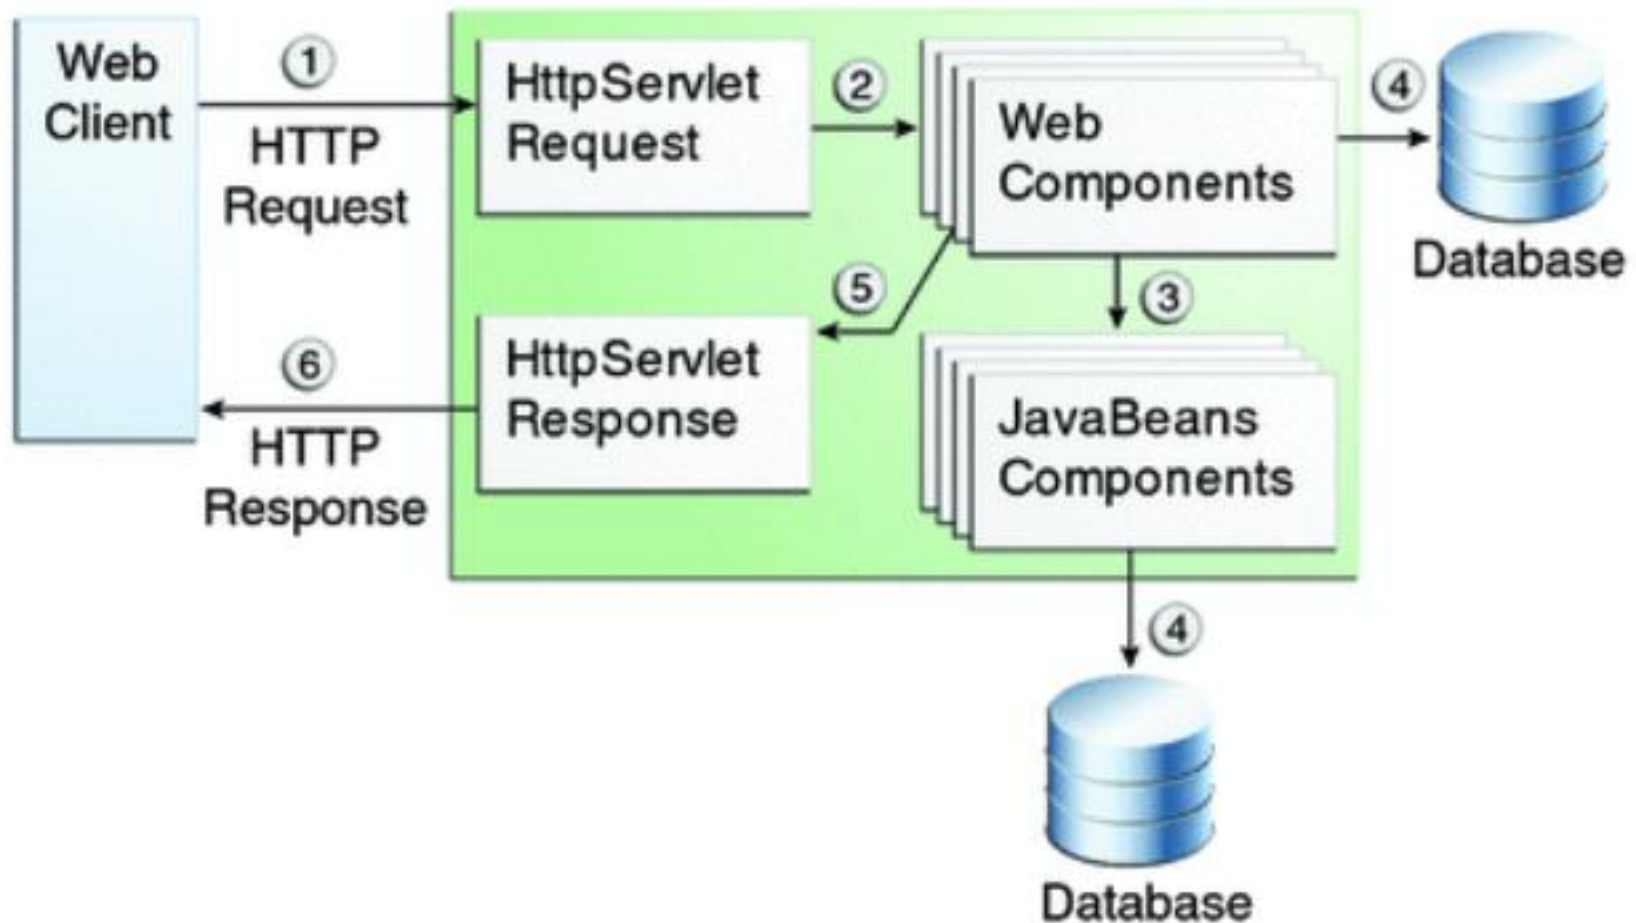 Web
Client
1
HTTP
Request
HttpServlet
Request
2
Web
Components
4
Database
3
5
HttpServlet
Response
6
HTTP
Response
JavaBeans
Components
4
Database